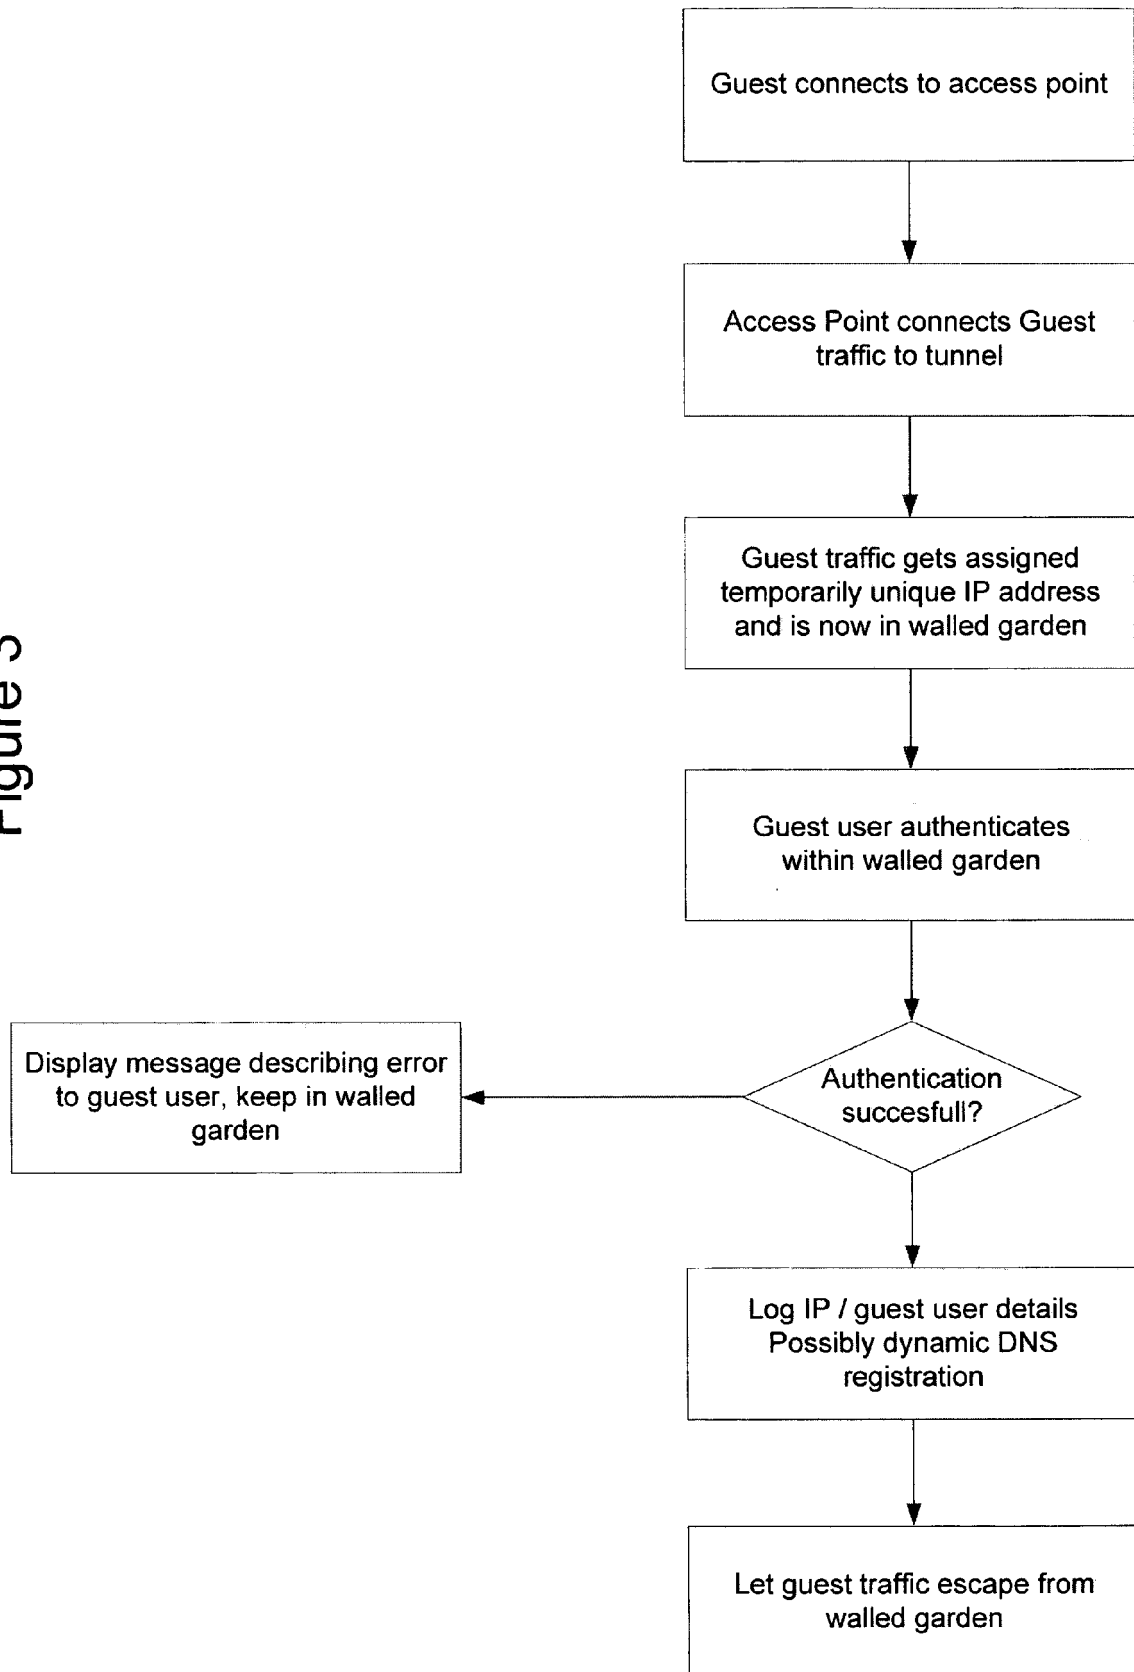 Guest connects to access point
Access Point connects Guest
traffic to tunnel
Guest traffic gets assigned
temporarily unique IP address
and is now in walled garden
Figure 3
Guest user authenticates
within walled garden
Authentication
succesfull?
Display message describing error
to guest user, keep in walled
garden
Log IP / guest user details
Possibly dynamic DNS
registration
Let guest traffic escape from
walled garden